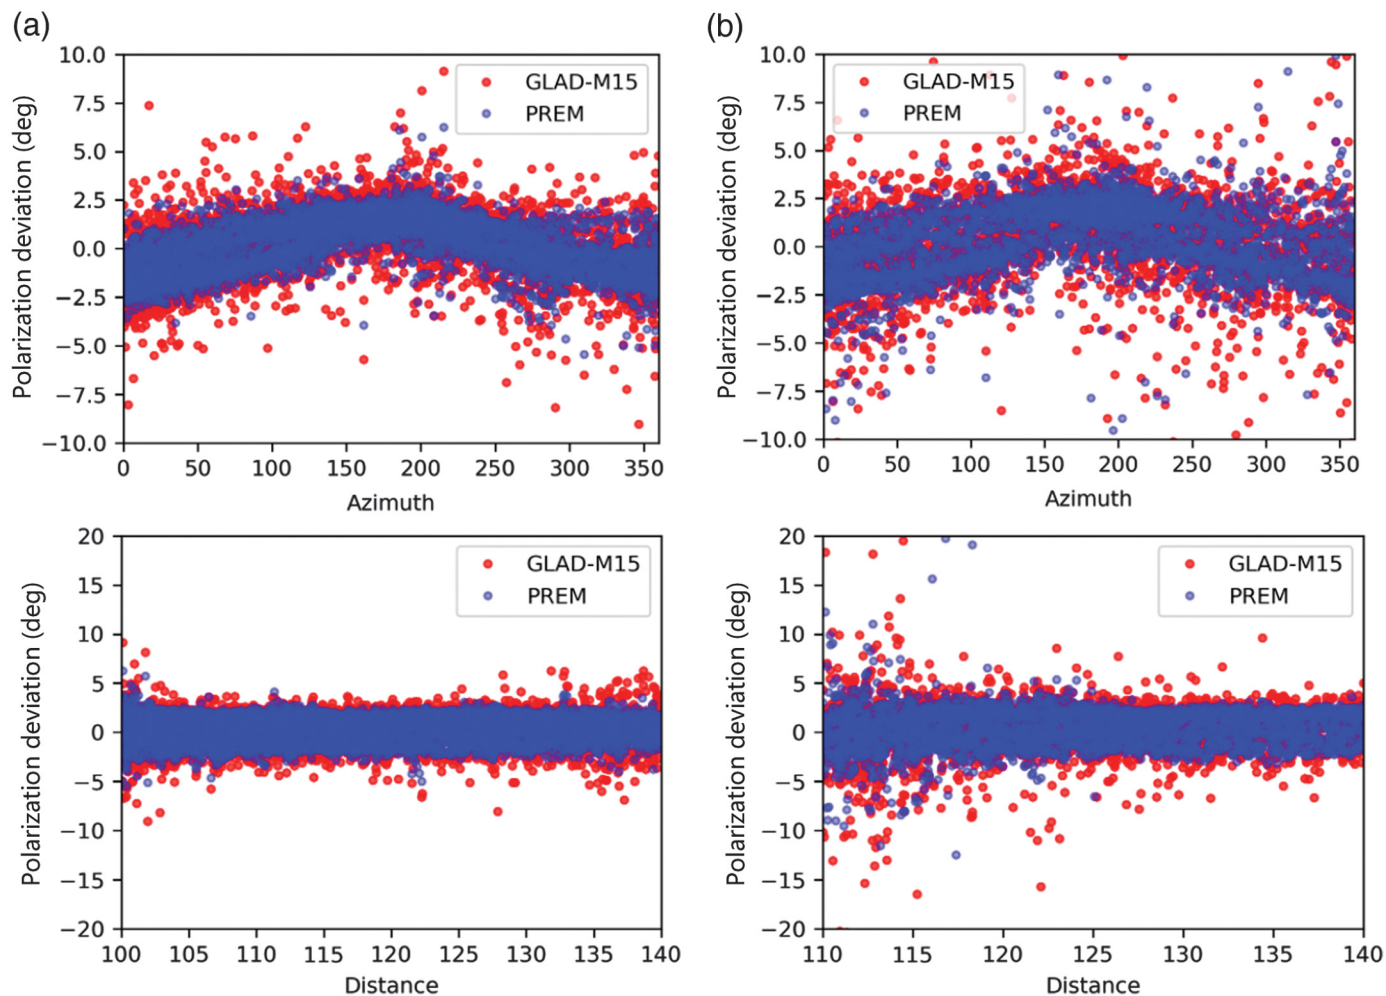 (a)
Polarization deviation (deg)
10.0
7.5
5.0
2.5
0.0
−2.5
−5.0
−7.5
−10.0
GLAD-M15
PREM
0 50 100 150 200 250 300 350
Azimuth
(b)
Polarization deviation (deg)
10.0
7.5
5.0
2.5
0.0
−2.5
−5.0
−7.5
−10.0
GLAD-M15
PREM
0 50 100 150 200 250 300 350
Azimuth
Polarization deviation (deg)
20
15
10
5
0
−5
−10
−15
−20
GLAD-M15
PREM
100 105 110 115 120 125 130 135 140
Distance
Polarization deviation (deg)
20
15
10
5
0
−5
−10
−15
−20
GLAD-M15
PREM
110 115 120 125 130 135 140
Distance